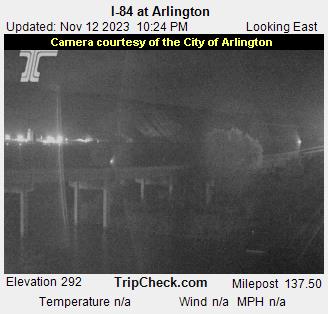 I-84 at Arlington
Updated: Nov 12 2023 10:24 PM Looking East
Camera courtesy of the City of Arlington
Elevation 292 TripCheck.com Milepost 137.50
Temperature n/a Wind n/a MPH n/a